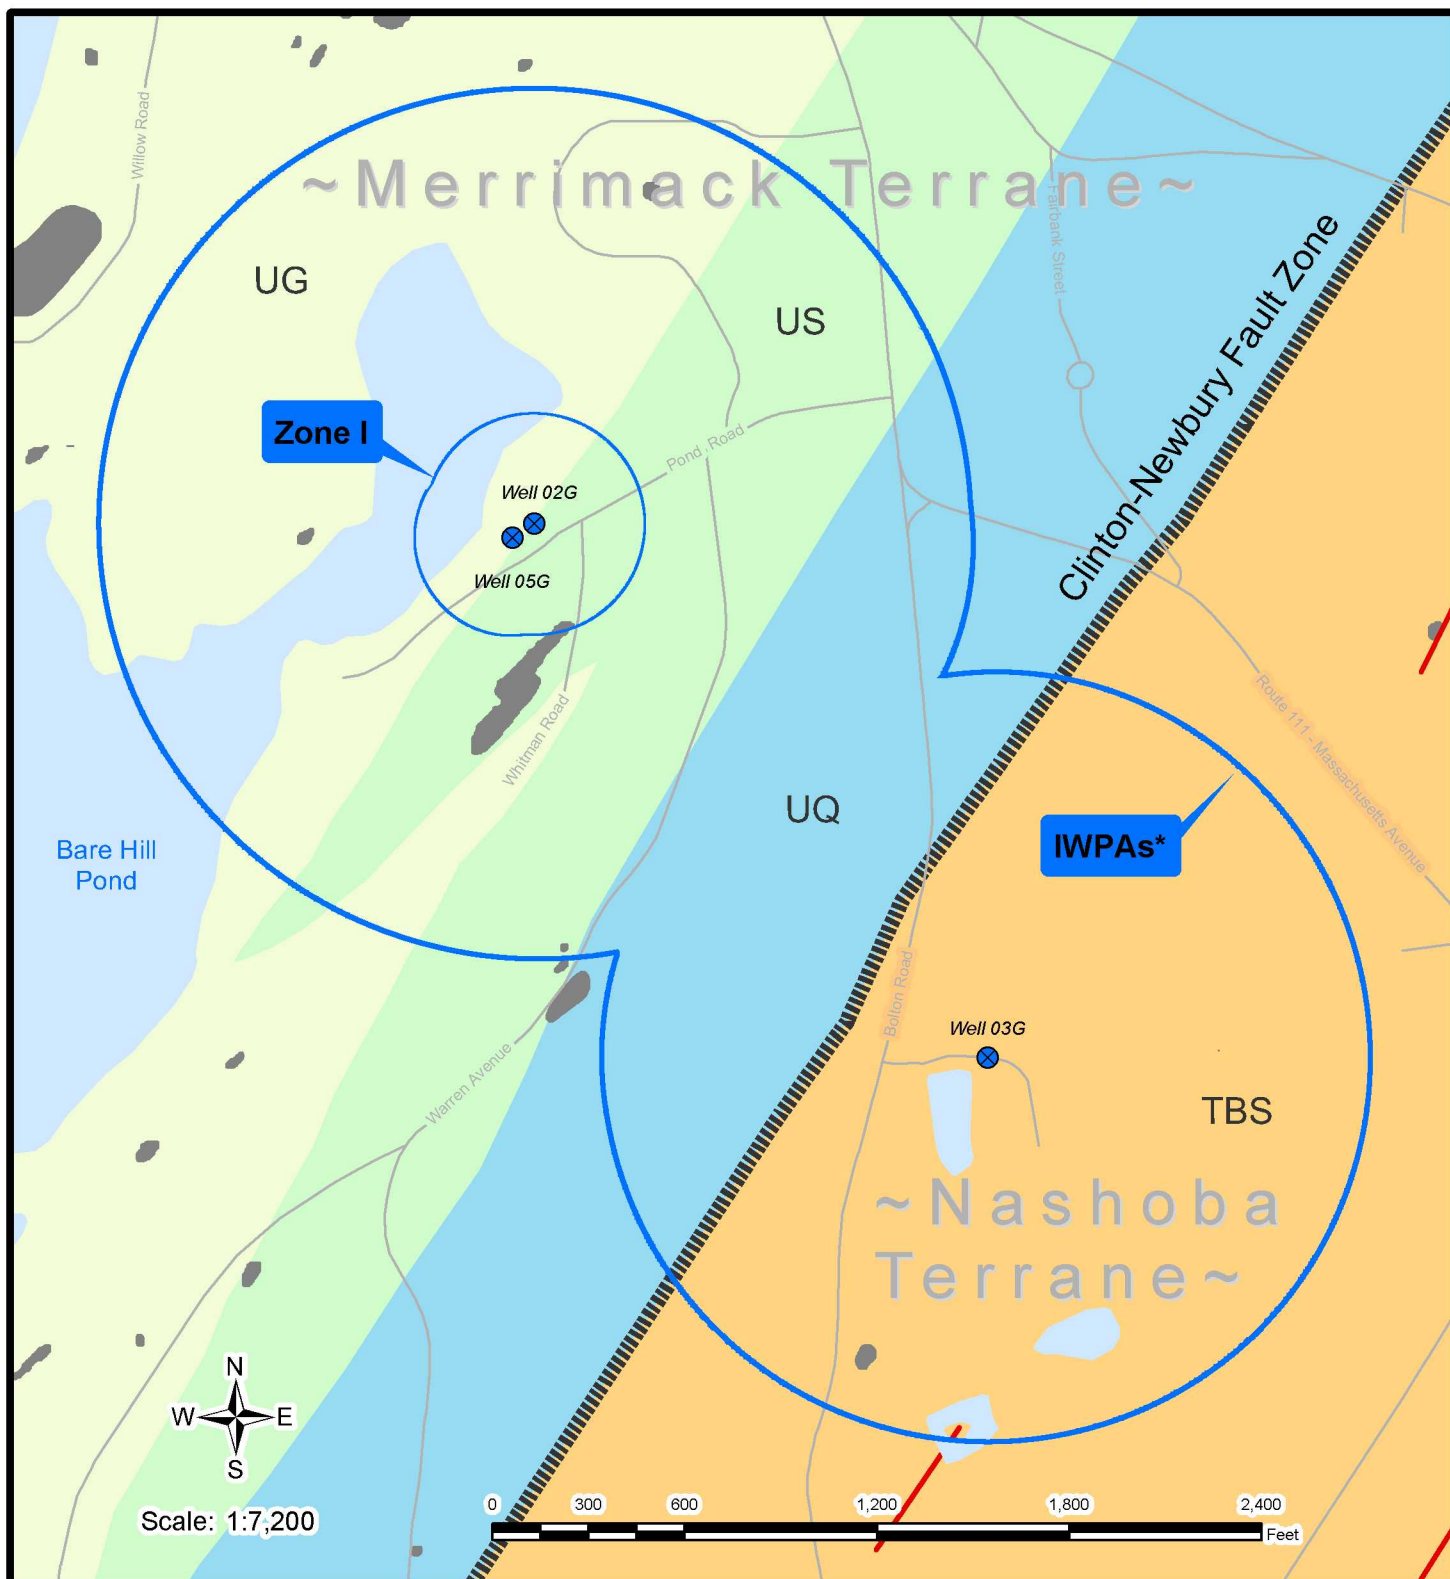 Willow Road
~Merrimack Terrane~
Fairbank Street
UG
US
Clinton-Newbury Fault Zone
Zone I
Pond Road
Well 02G
Well 05G
Whitman Road
Route 111 - Massachusetts Avenue
UQ
IWPAs*
Bare Hill
Pond
Bolton Road
Well 03G
Warren Avenue
TBS
~Nashoba
Terrane~
N
W E
S
Scale: 1:7,200
0 300 600 1,200 1,800 2,400
Feet